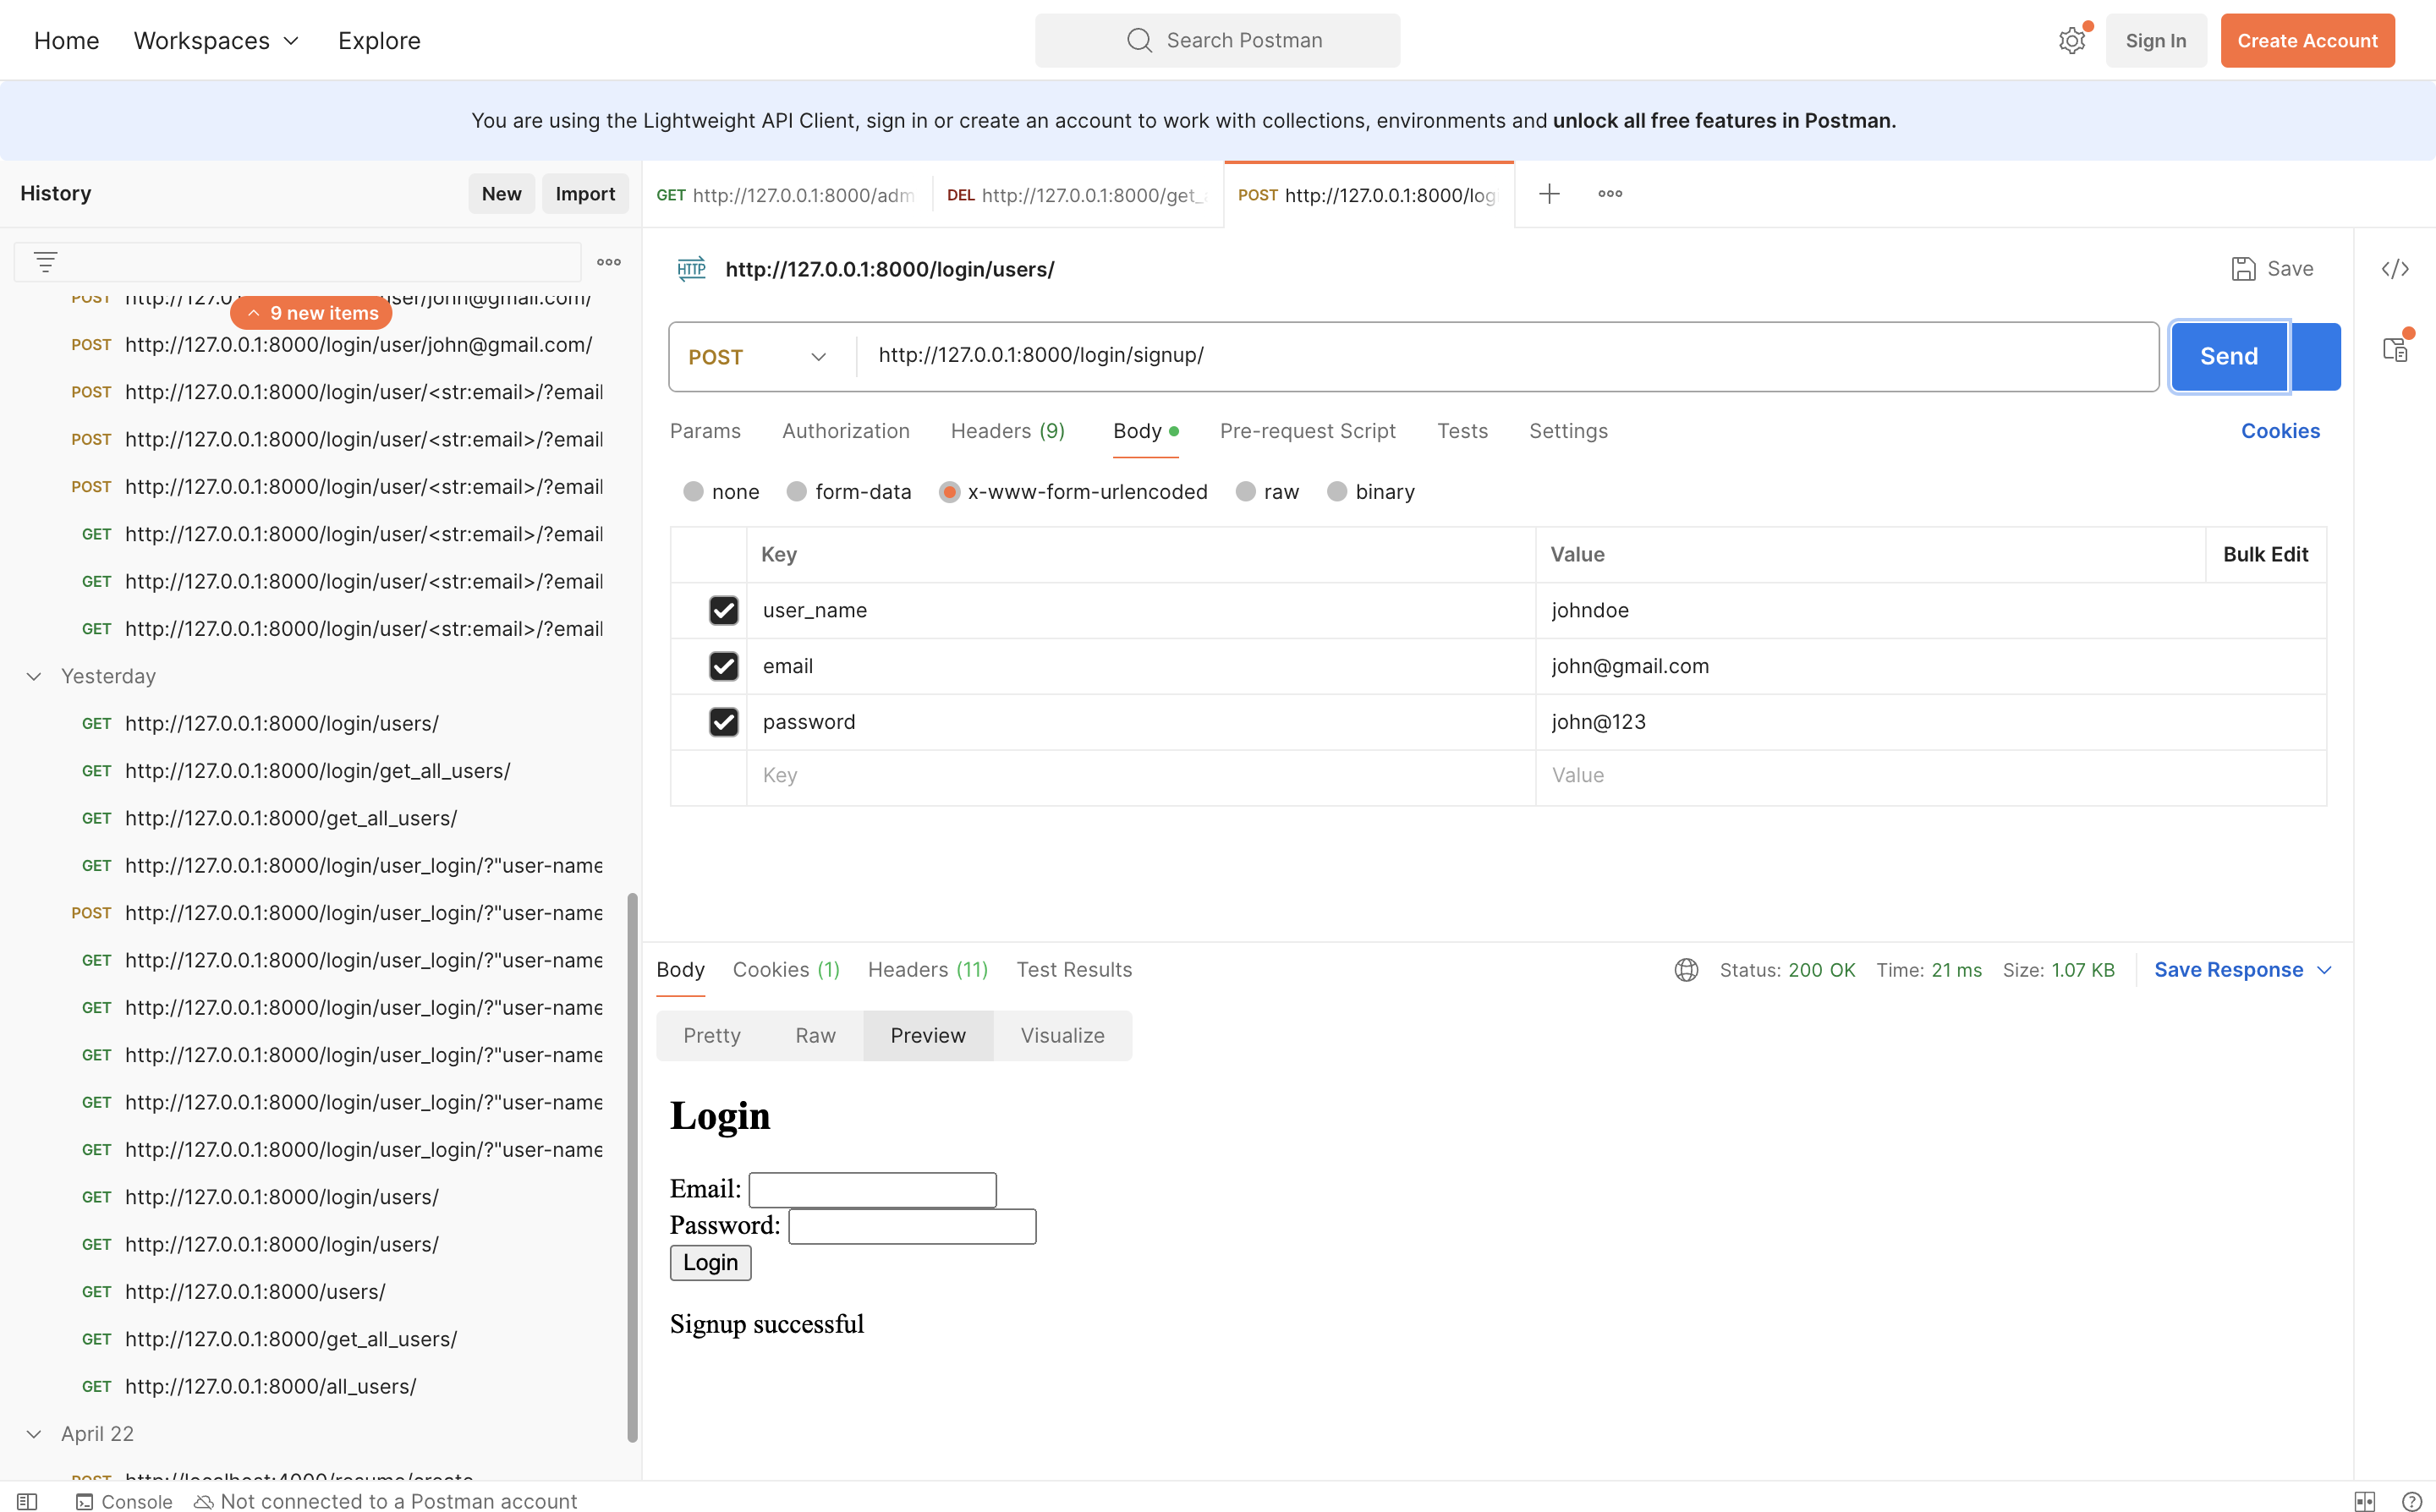 Home Workspaces Explore Search Postman Sign In Create Account
You are using the Lightweight API Client, sign in or create an account to work with collections, environments and unlock all free features in Postman.
History New Import
GET http://127.0.0.1:8000/adm DEL http://127.0.0.1:8000/get_ POST http://127.0.0.1:8000/log
POST http://127.0. user/john@gmail.com/
9 new items
POST http://127.0.0.1:8000/login/user/john@gmail.com/
POST http://127.0.0.1:8000/login/user/<str:email>/?email
POST http://127.0.0.1:8000/login/user/<str:email>/?email
POST http://127.0.0.1:8000/login/user/<str:email>/?email
GET http://127.0.0.1:8000/login/user/<str:email>/?email
GET http://127.0.0.1:8000/login/user/<str:email>/?email
GET http://127.0.0.1:8000/login/user/<str:email>/?email
Yesterday
GET http://127.0.0.1:8000/login/users/
GET http://127.0.0.1:8000/login/get_all_users/
GET http://127.0.0.1:8000/get_all_users/
GET http://127.0.0.1:8000/login/user_login/?"user-name
POST http://127.0.0.1:8000/login/user_login/?"user-name
GET http://127.0.0.1:8000/login/user_login/?"user-name
GET http://127.0.0.1:8000/login/user_login/?"user-name
GET http://127.0.0.1:8000/login/user_login/?"user-name
GET http://127.0.0.1:8000/login/user_login/?"user-name
GET http://127.0.0.1:8000/login/user_login/?"user-name
GET http://127.0.0.1:8000/login/users/
GET http://127.0.0.1:8000/login/users/
GET http://127.0.0.1:8000/users/
GET http://127.0.0.1:8000/get_all_users/
GET http://127.0.0.1:8000/all_users/
April 22
POST http://localhost:4000/resume/create
HTTP http://127.0.0.1:8000/login/users/ Save
POST http://127.0.0.1:8000/login/signup/ Send
Params Authorization Headers (9) Body Pre-request Script Tests Settings Cookies
none form-data x-www-form-urlencoded raw binary
Key Value Bulk Edit
user_name johndoe
email john@gmail.com
password john@123
Key Value
Body Cookies (1) Headers (11) Test Results Status: 200 OK Time: 21 ms Size: 1.07 KB Save Response
Pretty Raw Preview Visualize
Login
Email:
Password:
Login
Signup successful
Console Not connected to a Postman account